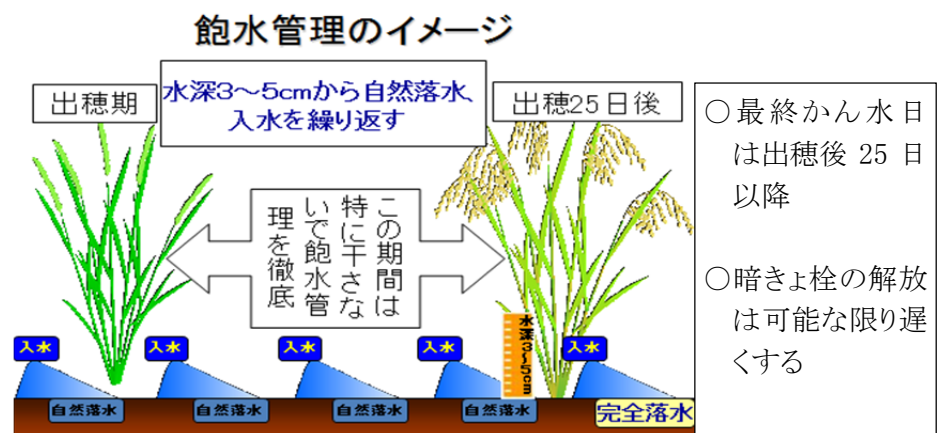 飽水管理のイメージ
水深3～5cmから自然落水、
入水を繰り返す
出穂期
出穂25日後
この期間は
特に干さな
いで飽水管
理を徹底
入水
入水
入水
入水
入水
水深3～5cm
自然落水
自然落水
自然落水
自然落水
完全落水
○最終かん水日
は出穂後 25 日
以降
○暗きょ栓の解放
は可能な限り遅
くする